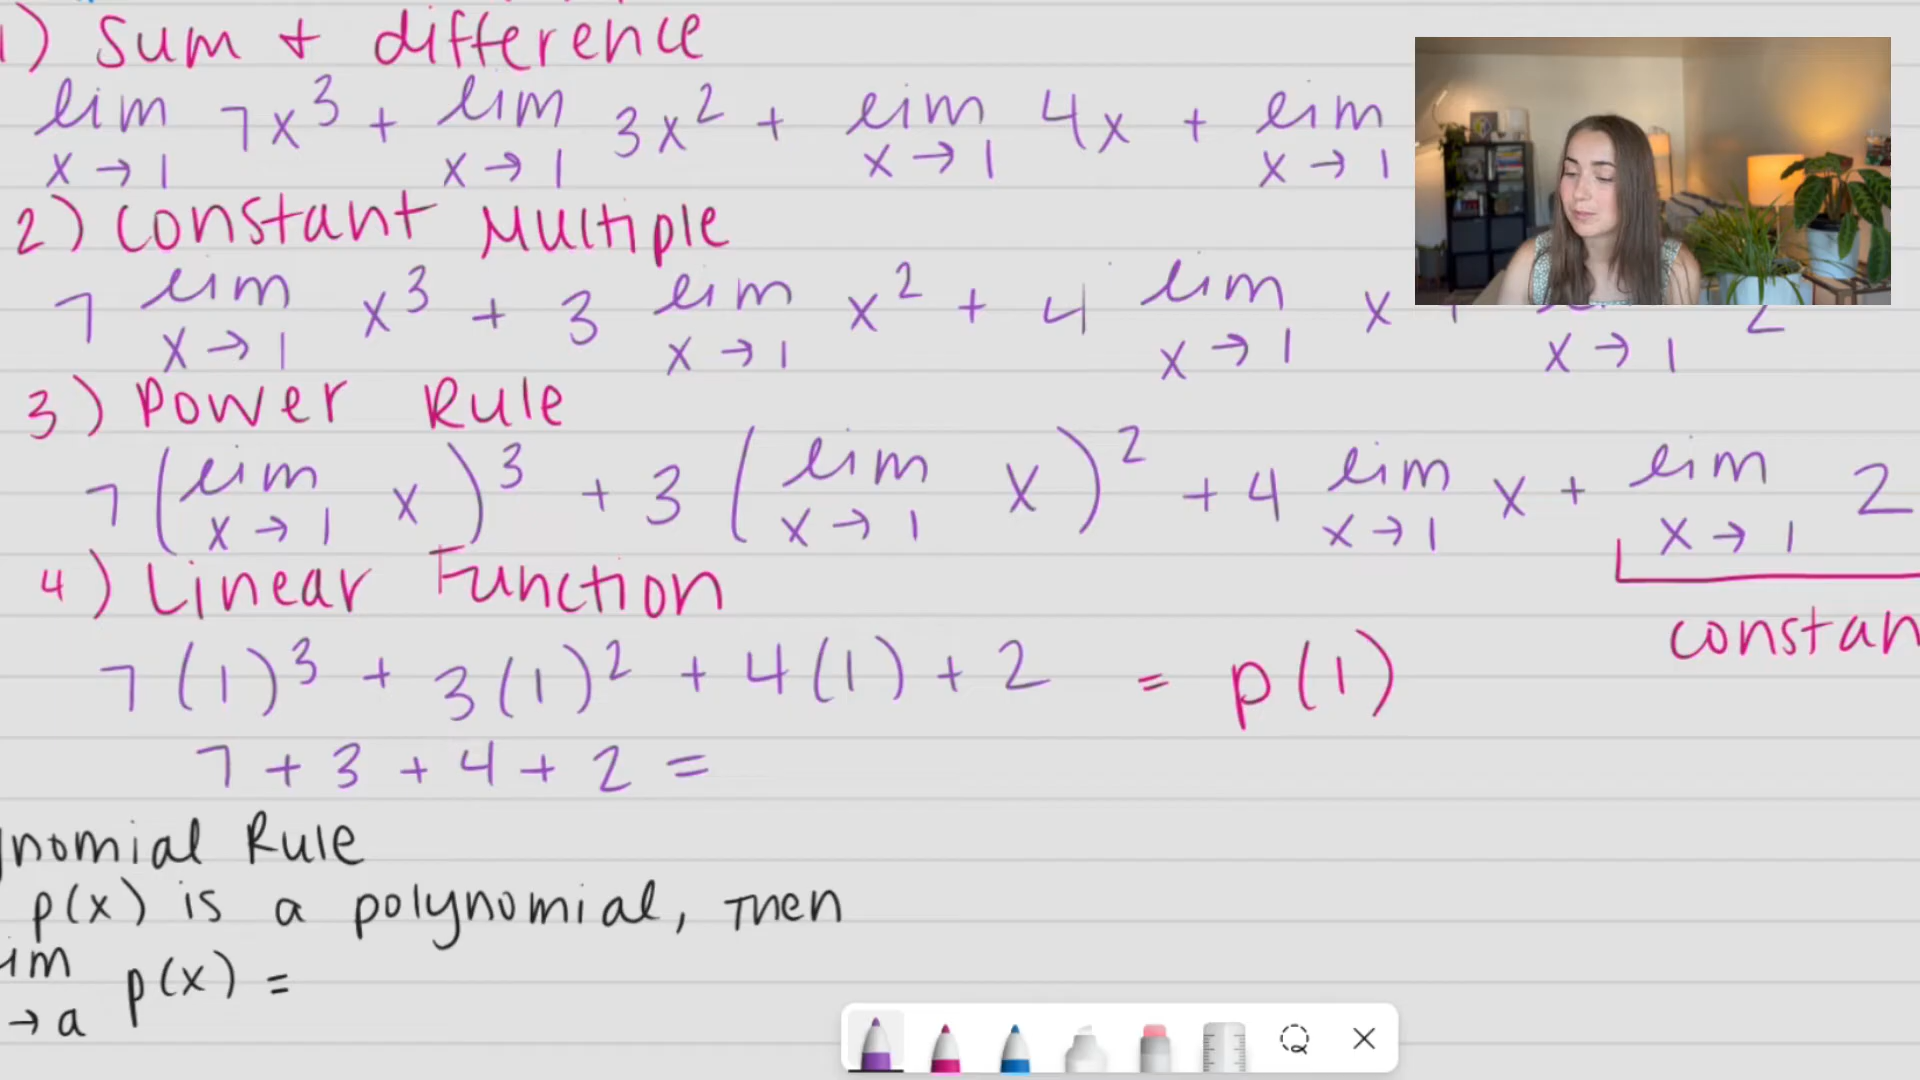 1) Sum + difference
lim 7x³ + lim 3x² + lim 4x + lim
x → 1 x → 1 x → 1 x → 1
2) Constant Multiple
7 lim x³ + 3 lim x² + 4 lim x + 2
x → 1 x → 1 x → 1 x → 1
3) Power Rule
7 (lim x)³ + 3 (lim x)² + 4 lim x + lim 2
x → 1 x → 1 x → 1 x → 1
4) Linear Function
constan
7(1)³ + 3(1)² + 4(1) + 2 = p(1)
7 + 3 + 4 + 2 =
ynomial Rule
p(x) is a polynomial, Then
im p(x) =
→ a